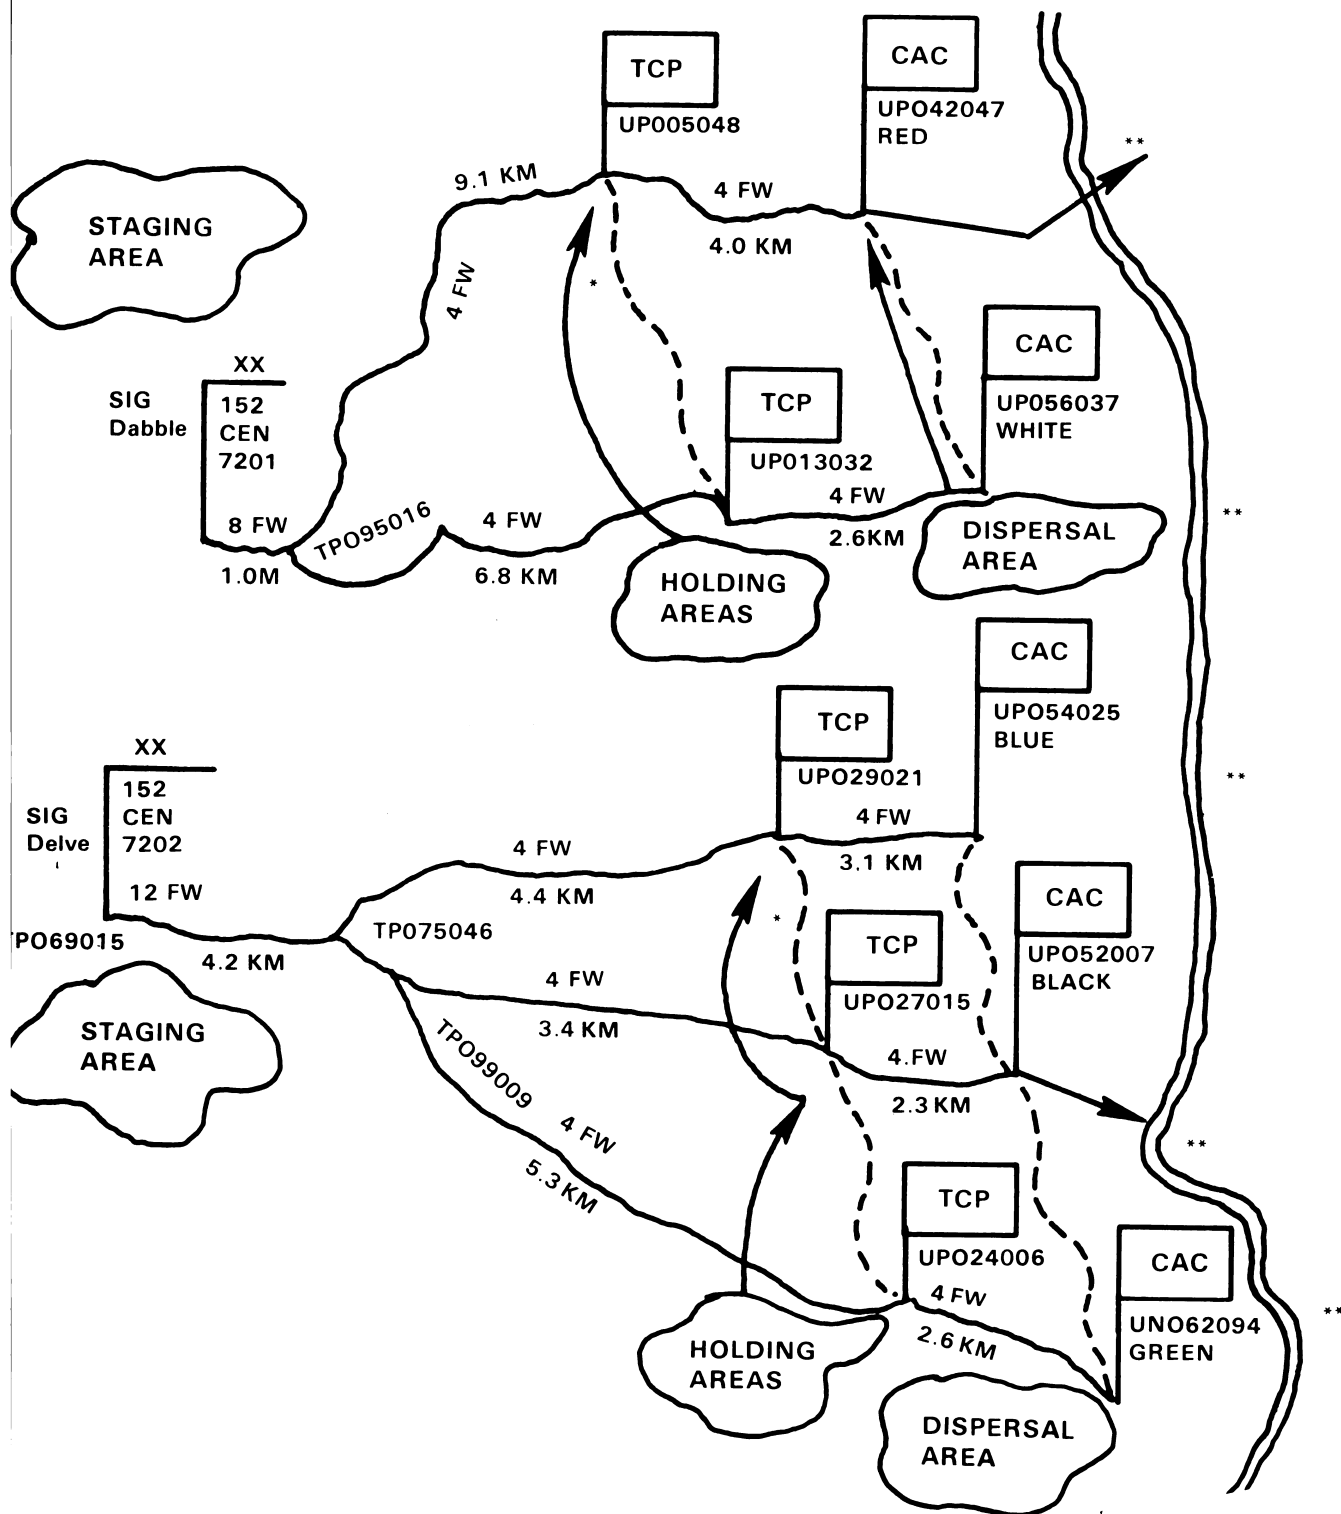 TCP
UP005048
CAC
UPO42047
RED
**
9.1 KM
4 FW
4.0 KM
STAGING
AREA
4 FW
*
XX
SIG
Dabble
152
CEN
7201
8 FW
1.0M
TPO95016
4 FW
6.8 KM
TCP
UP013032
CAC
UP056037
WHITE
4 FW
2.6KM
DISPERSAL
AREA
HOLDING
AREAS
**
CAC
UPO54025
BLUE
TCP
UPO29021
4 FW
3.1 KM
**
XX
SIG
Delve
152
CEN
7202
12 FW
PO69015
4.2 KM
TP075046
4 FW
4.4 KM
*
TCP
UPO27015
CAC
UPO52007
BLACK
4 FW
3.4 KM
4.FW
2.3 KM
**
STAGING
AREA
TPO99009
4 FW
5.3 KM
TCP
UPO24006
4 FW
2.6 KM
CAC
UNO62094
GREEN
**
HOLDING
AREAS
DISPERSAL
AREA